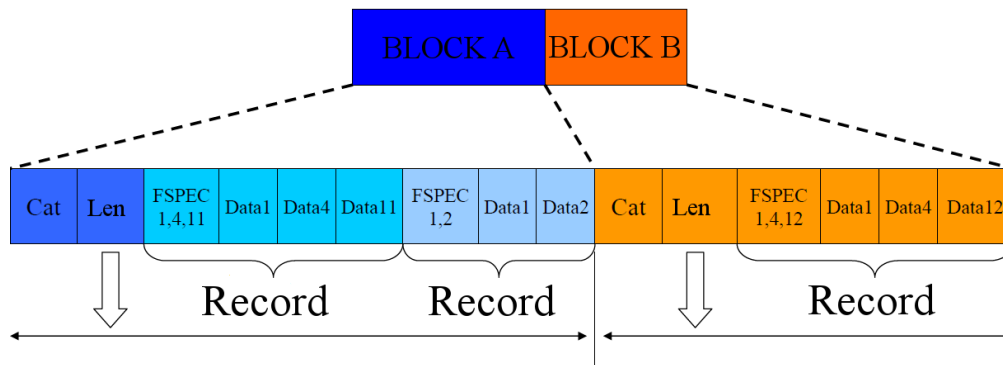 BLOCK A BLOCK B
Cat Len FSPEC 1,4,11 Data1 Data4 Data11 FSPEC 1,2 Data1 Data2 Cat Len FSPEC 1,4,12 Data1 Data4 Data12
Record Record Record